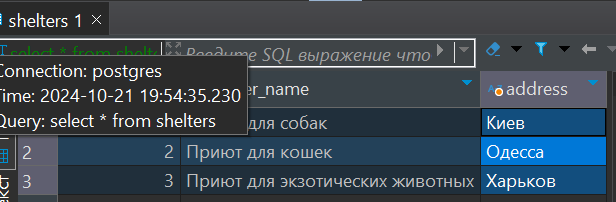 shelters 1
select * from shelte
Введите SQL выражение что
Connection: postgres
Time: 2024-10-21 19:54:35.230
Query: select * from shelters
er_name
address
для собак
Киев
2
2
Приют для кошек
Одесса
3
3
Приют для экзотических животных
Харьков